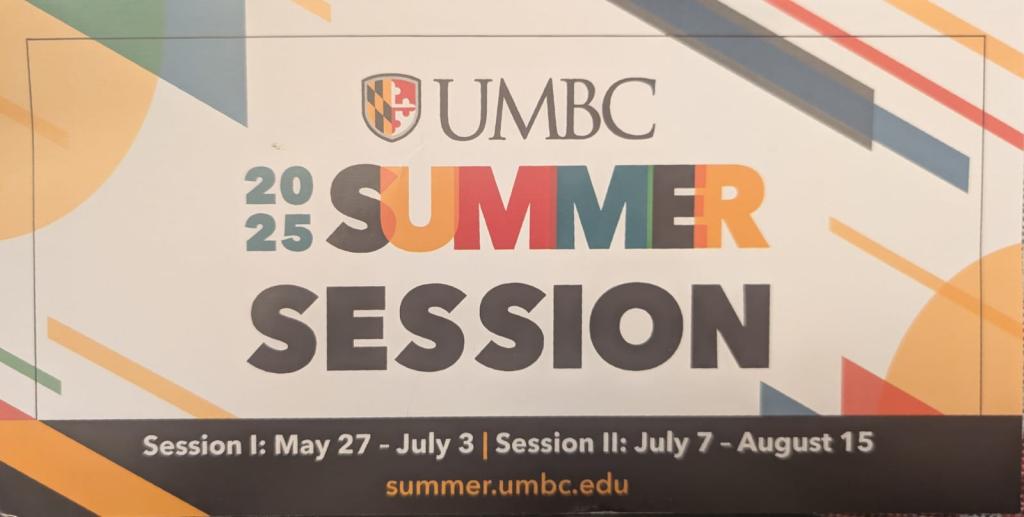 UMBC
2025 SUMMER
SESSION
Session I: May 27 – July 3 | Session II: July 7 – August 15
summer.umbc.edu